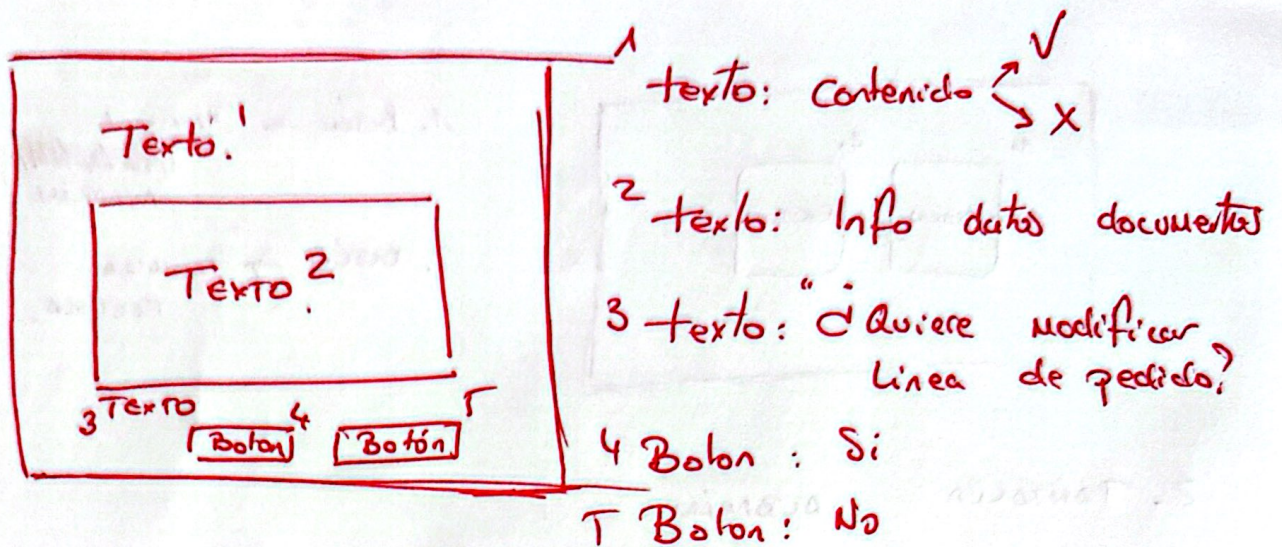 Texto. 1
Texto 2
3 Texto
Boton 4
Botón 5
1 texto: Contenido ✓ X
2 texto: Info datos documentos
3 texto: "¿Quiere modificar
Linea de pedido?
4 Boton: Si
5 Boton: No